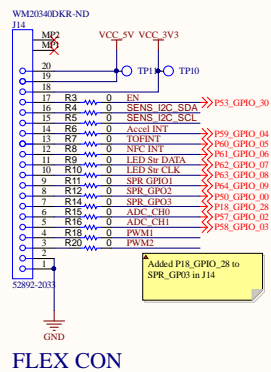 WM20340DKR-ND
J14
VCC_5V VCC_3V3
MP2
MP1
20
19
TP11 TP10
18
17 R3 0 EN P53_GPIO_30
16 R4 0 SENS_I2C_SDA
15 R5 0 SENS_I2C_SCL
14 R6 0 Accel INT P59_GPIO_04
13 R7 0 TOFINT P60_GPIO_05
12 R8 0 NFC INT P61_GPIO_06
11 R9 0 LED Str DATA P62_GPIO_07
10 R10 0 LED Str CLK P63_GPIO_08
9 R11 0 SPR GPO1 P64_GPIO_09
8 R12 0 SPR_GPO2 P50_GPIO_00
7 R14 0 SPR_GPO3 P18_GPIO_28
6 R15 0 ADC_CH0 P57_GPIO_02
5 R16 0 ADC_CH1 P58_GPIO_03
4 R18 0 PWM1
3 R20 0 PWM2
2
1
Added P18_GPIO_28 to
SPR_GP03 in J14
52892-2033
GND
FLEX CON